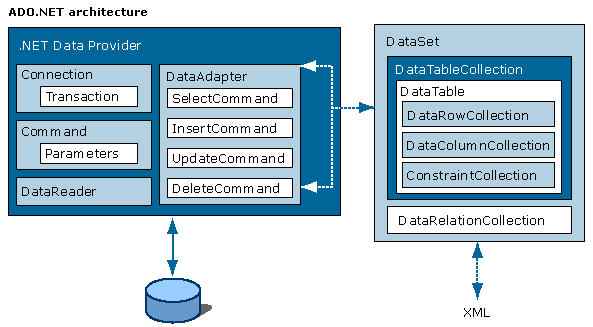 ADO.NET architecture
.NET Data Provider
Connection
Transaction
Command
Parameters
DataReader
DataAdapter
SelectCommand
InsertCommand
UpdateCommand
DeleteCommand
DataSet
DataTableCollection
DataTable
DataRowCollection
DataColumnCollection
ConstraintCollection
DataRelationCollection
XML